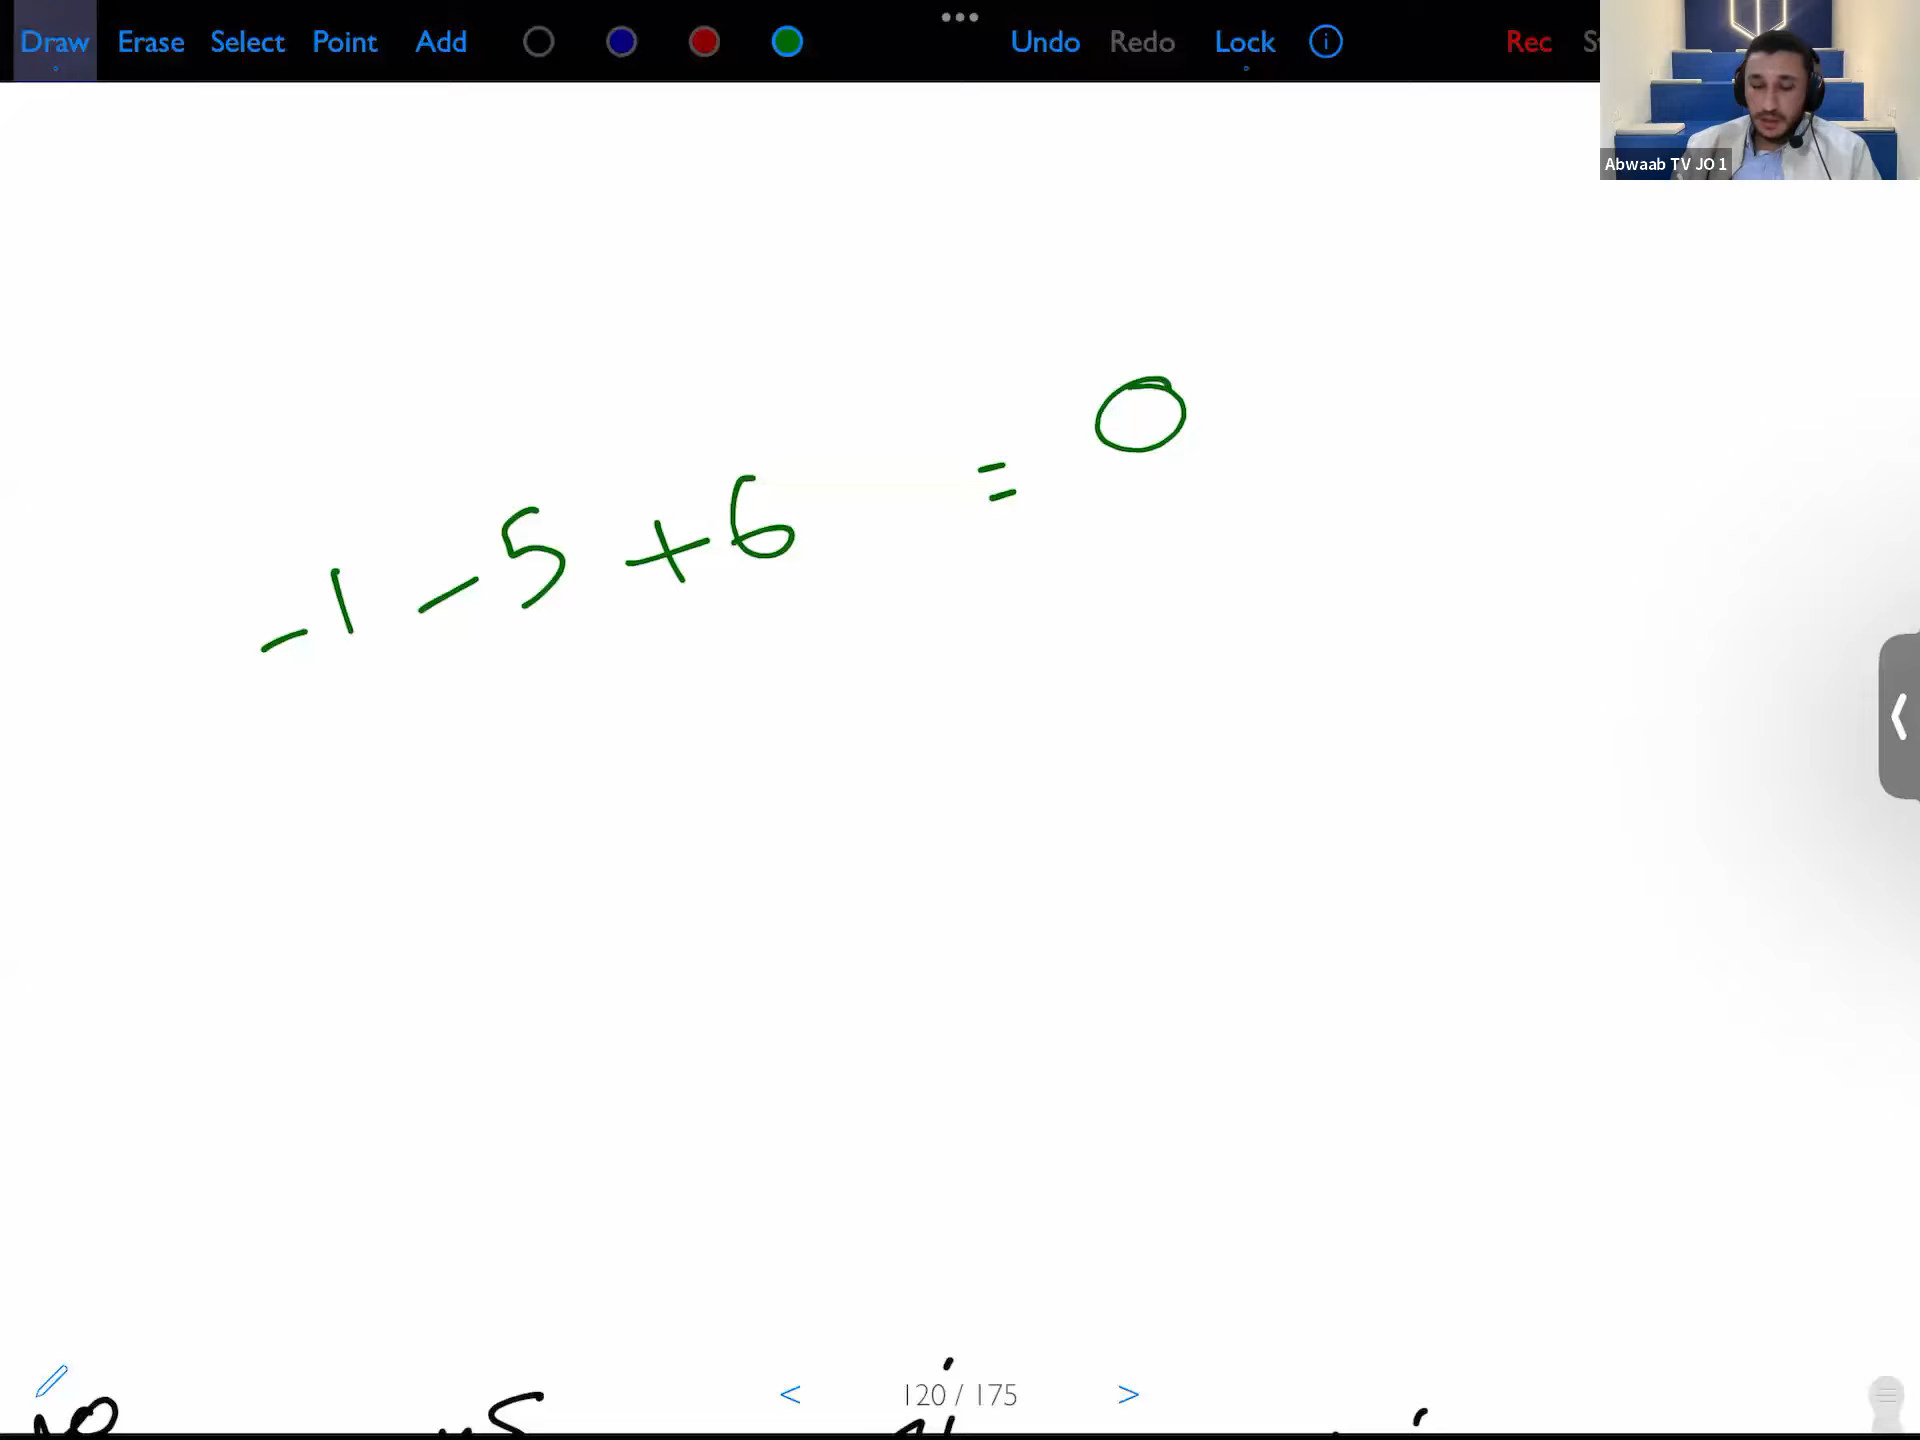 Draw Erase Select Point Add Undo Redo Lock Rec
Abwaab TV JO 1
-1 - 5 + 6 = 0
120 / 175